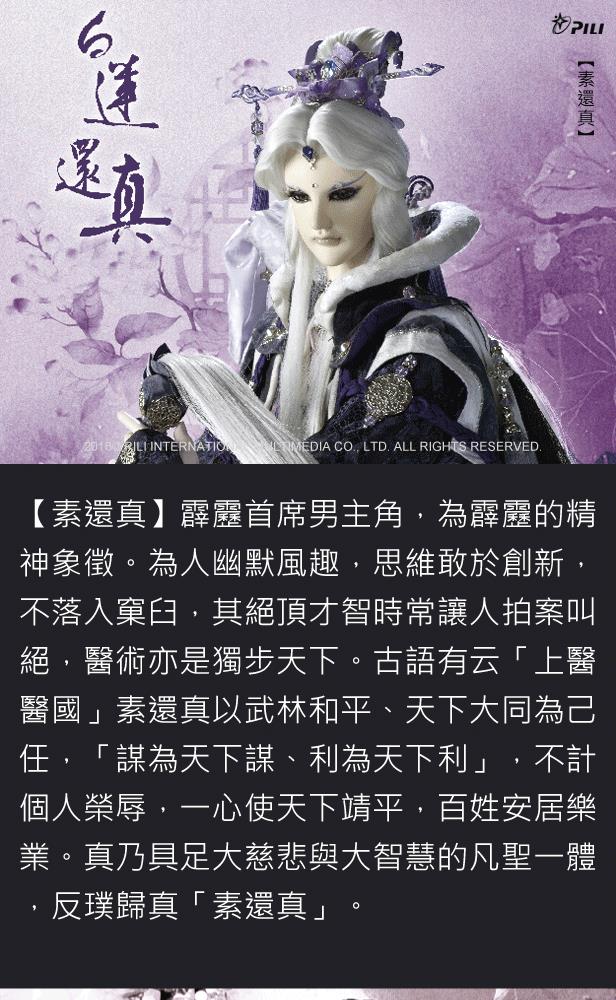 白蓮
還真
PILI
【素還真】
2016 PILI INTERNATIONAL MULTIMEDIA CO., LTD. ALL RIGHTS RESERVED.
【素還真】霹靂首席男主角，為霹靂的精
神象徵。為人幽默風趣，思維敢於創新，
不落入窠臼，其絕頂才智時常讓人拍案叫
絕，醫術亦是獨步天下。古語有云「上醫
醫國」素還真以武林和平、天下大同為己
任，「謀為天下謀、利為天下利」，不計
個人榮辱，一心使天下靖平，百姓安居樂
業。真乃具足大慈悲與大智慧的凡聖一體
，反璞歸真「素還真」。